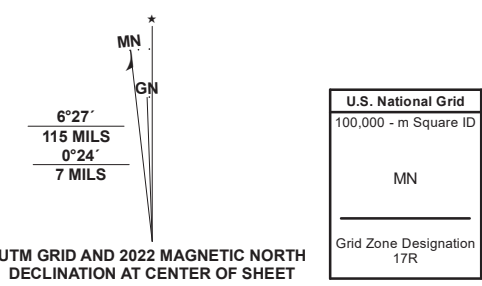 ★
MN
GN
6°27´
115 MILS
0°24´
7 MILS
UTM GRID AND 2022 MAGNETIC NORTH
DECLINATION AT CENTER OF SHEET
U.S. National Grid
100,000 - m Square ID
MN
Grid Zone Designation
17R